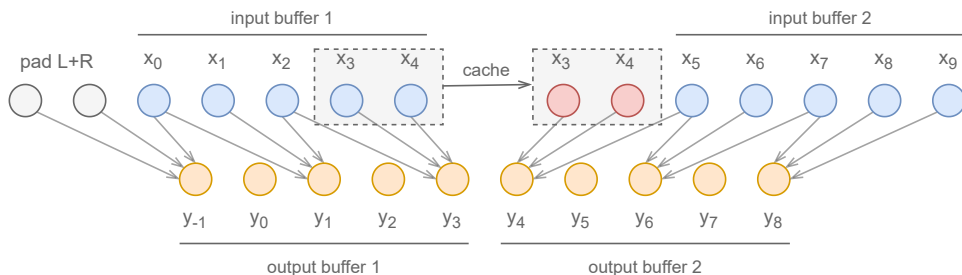 input buffer 1
input buffer 2
pad L+R x₀ x₁ x₂ x₃ x₄ cache x₃ x₄ x₅ x₆ x₇ x₈ x₉
y₋₁ y₀ y₁ y₂ y₃ y₄ y₅ y₆ y₇ y₈
output buffer 1
output buffer 2